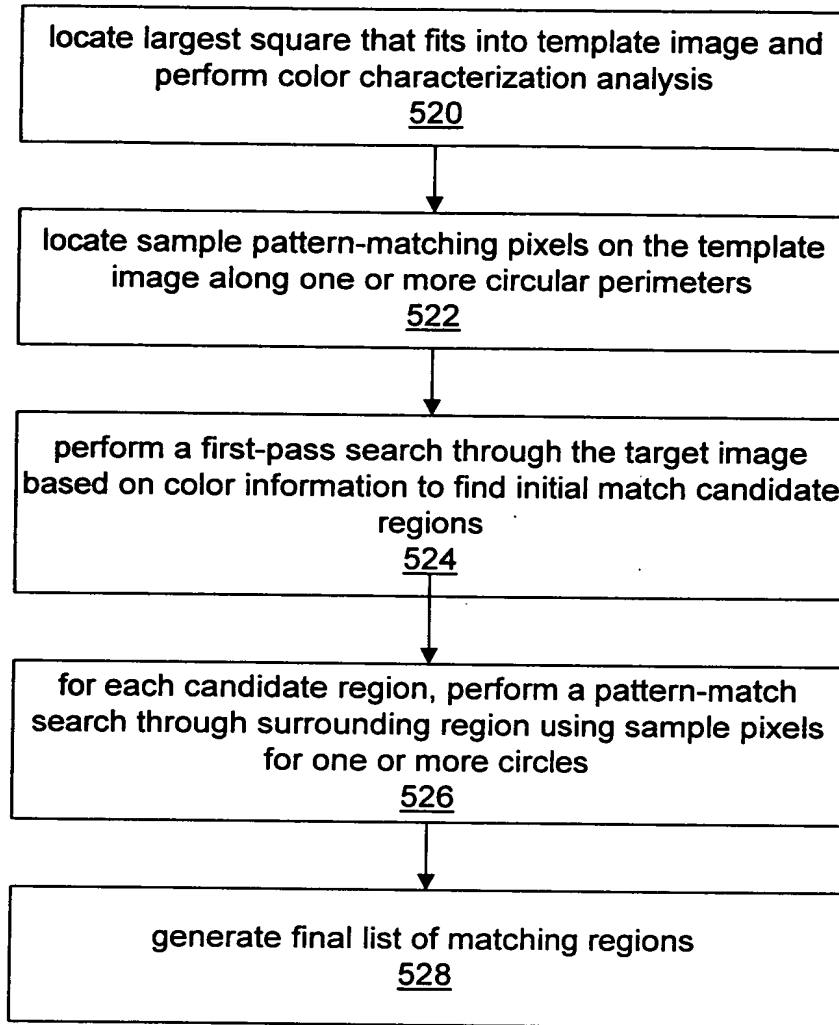 locate largest square that fits into template image and
perform color characterization analysis
520
locate sample pattern-matching pixels on the template
image along one or more circular perimeters
522
perform a first-pass search through the target image
based on color information to find initial match candidate
regions
524
for each candidate region, perform a pattern-match
search through surrounding region using sample pixels
for one or more circles
526
generate final list of matching regions
528